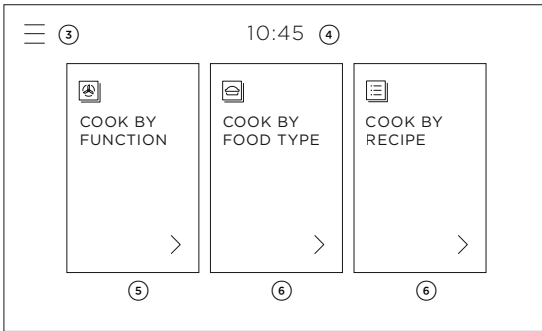 3
10:45 4
COOK BY
FUNCTION
COOK BY
FOOD TYPE
COOK BY
RECIPE
5
6
6